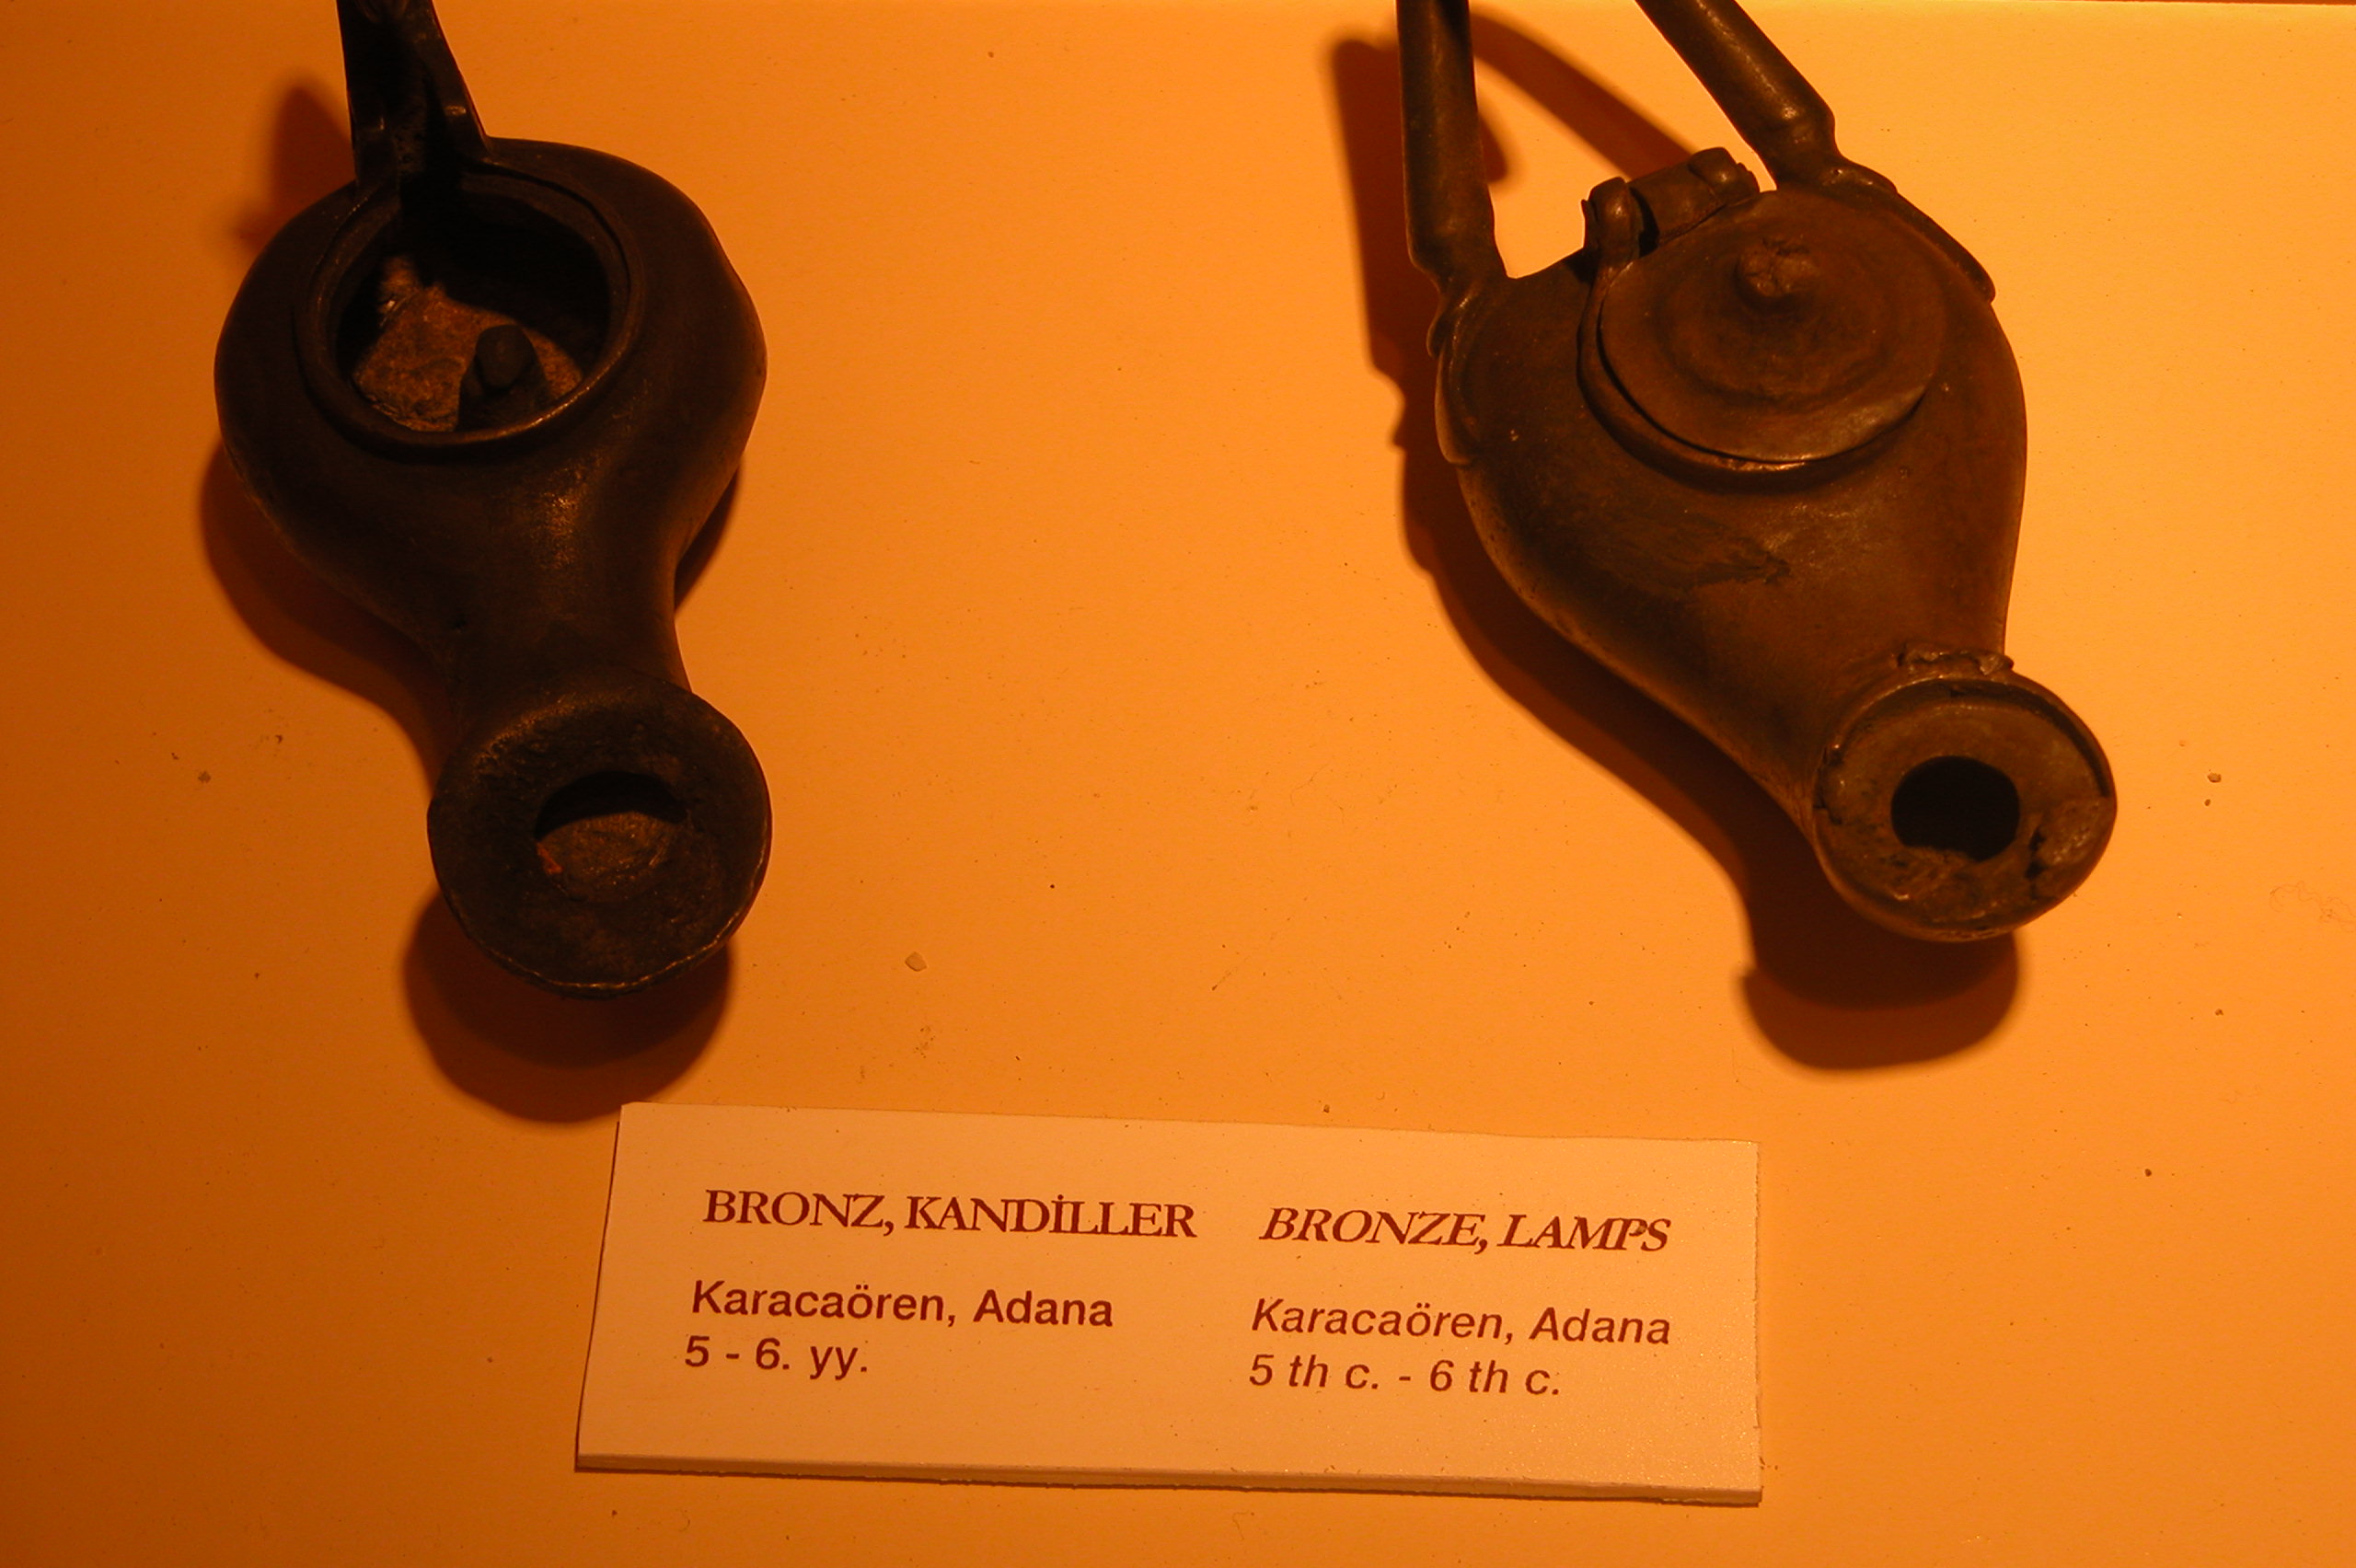 BRONZ, KANDİLLER
Karacaören, Adana
5 - 6. yy.
BRONZE, LAMPS
Karacaören, Adana
5 th c. - 6 th c.